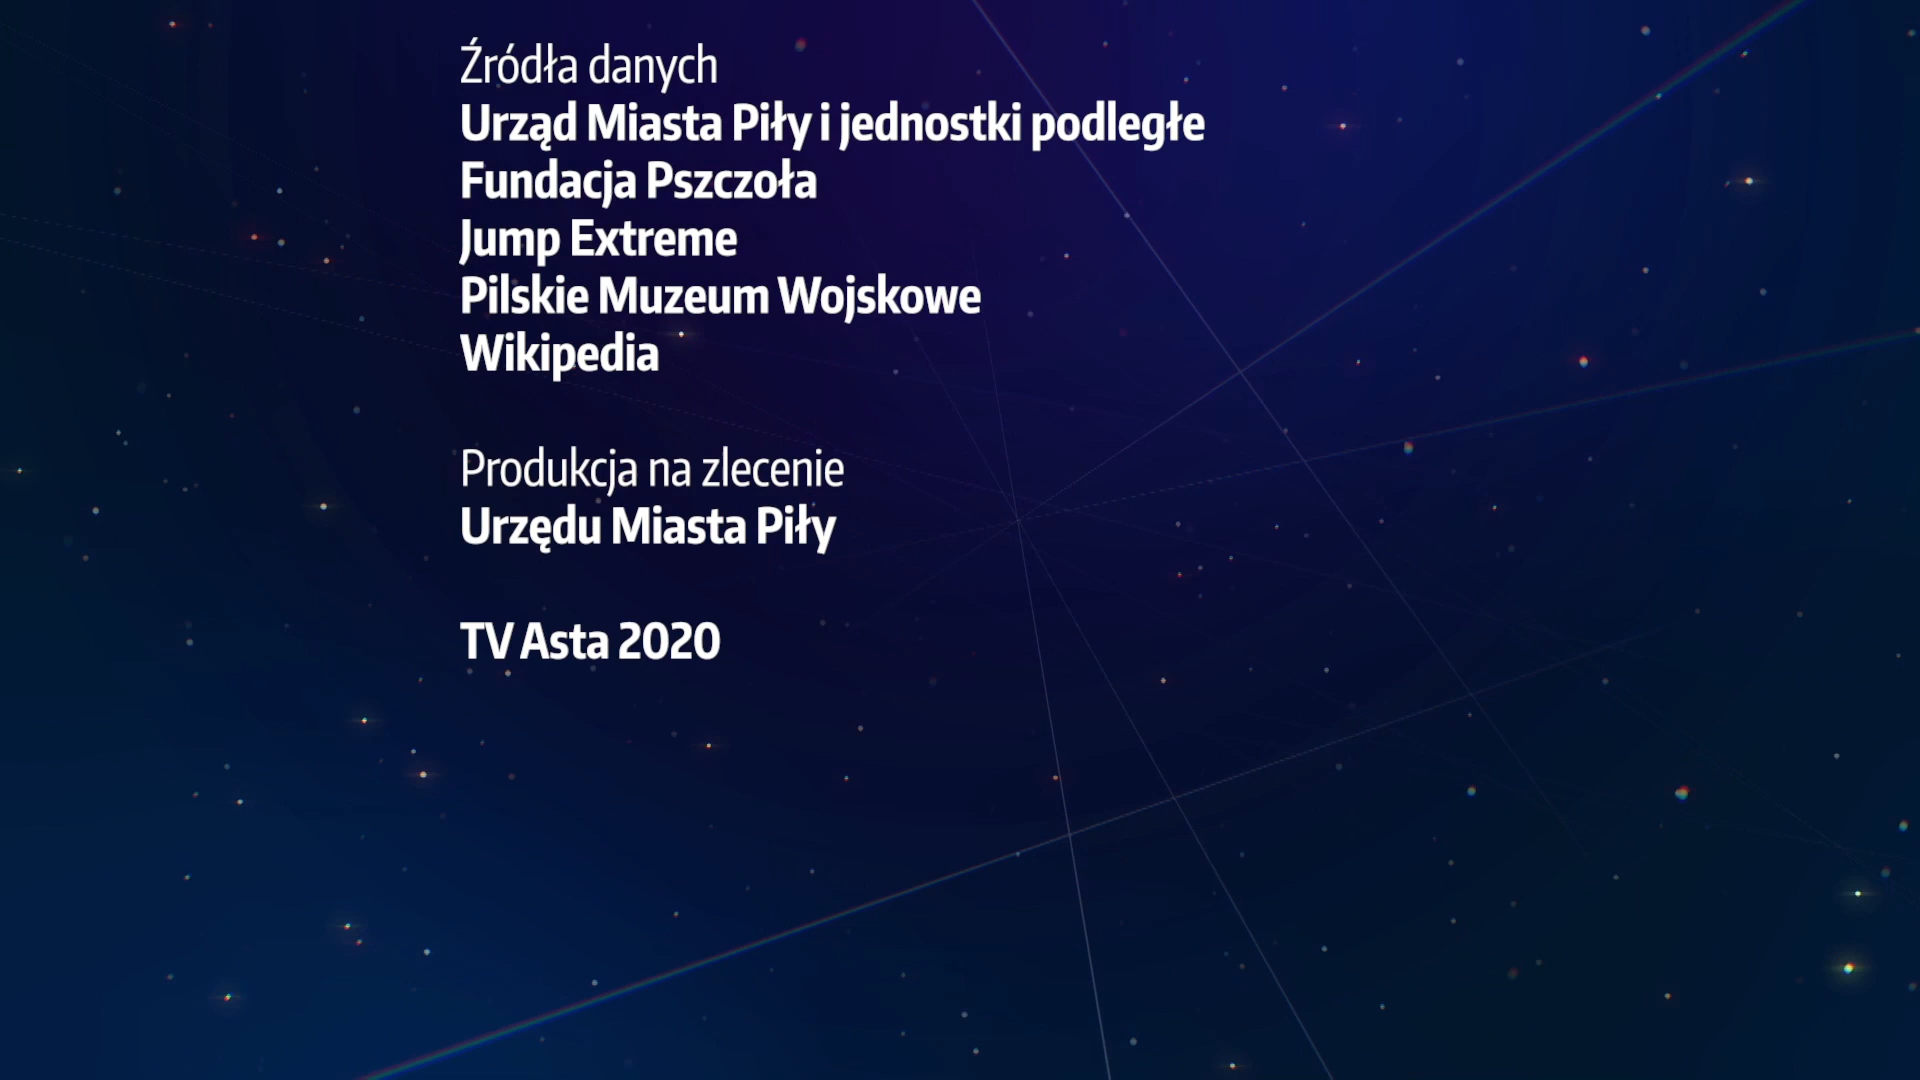 Źródła danych
Urząd Miasta Piły i jednostki podległe
Fundacja Pszczoła
Jump Extreme
Pilskie Muzeum Wojskowe
Wikipedia
Produkcja na zlecenie
Urzędu Miasta Piły
TV Asta 2020